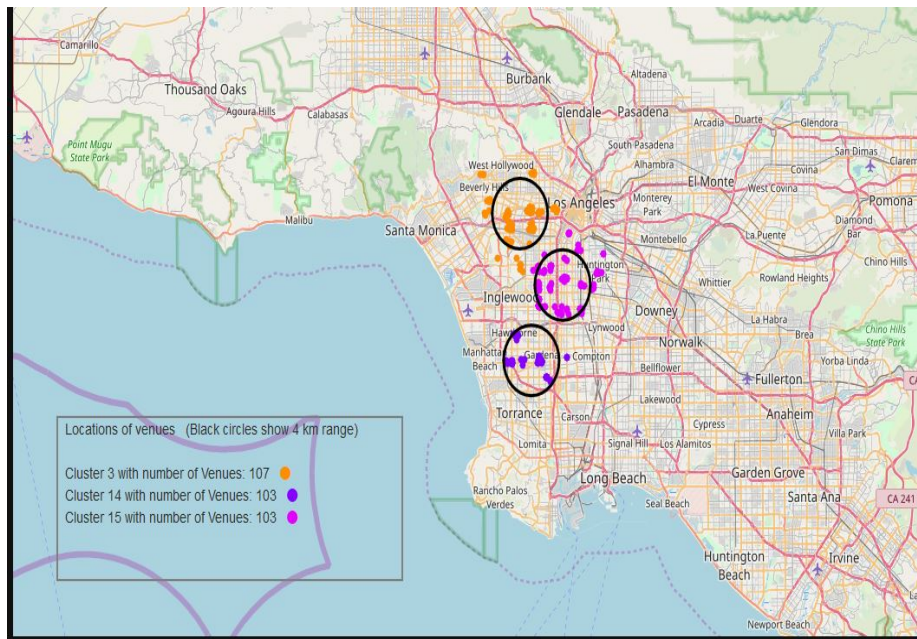 Camarillo
Thousand Oaks
Agoura Hills
Calabasas
Burbank
Altadena
Glendale
Pasadena
Arcadia
Duarte
Glendora
Point Mugu
State Park
South Pasadena
San Dimas
Clarem
West Hollywood
Alhambra
Covina
Beverly Hills
El Monte
West Covina
Pomona
Los Angeles
Monterey
Park
Malibu
Santa Monica
Montebello
La Puente
Diamond
Bar
Huntington
Park
Chino Hills
Whittier
Rowland Heights
Inglewood
Downey
La Habra
Chino Hills
State Park
Hawthorne
Lynwood
Brea
Manhattan
Beach
Gardena
Compton
Norwalk
Bellflower
Yorba Linda
Fullerton
CA
Lakewood
Torrance
Carson
Anaheim
Cypress
Villa Park
Lomita
Signal Hill
Los Alamitos
Rancho Palos
Verdes
Long Beach
Garden Grove
Seal Beach
Santa Ana
CA 241
Huntington
Beach
Irvine
Newport Beach
Locations of venues (Black circles show 4 km range)
Cluster 3 with number of Venues: 107
Cluster 14 with number of Venues: 103
Cluster 15 with number of Venues: 103